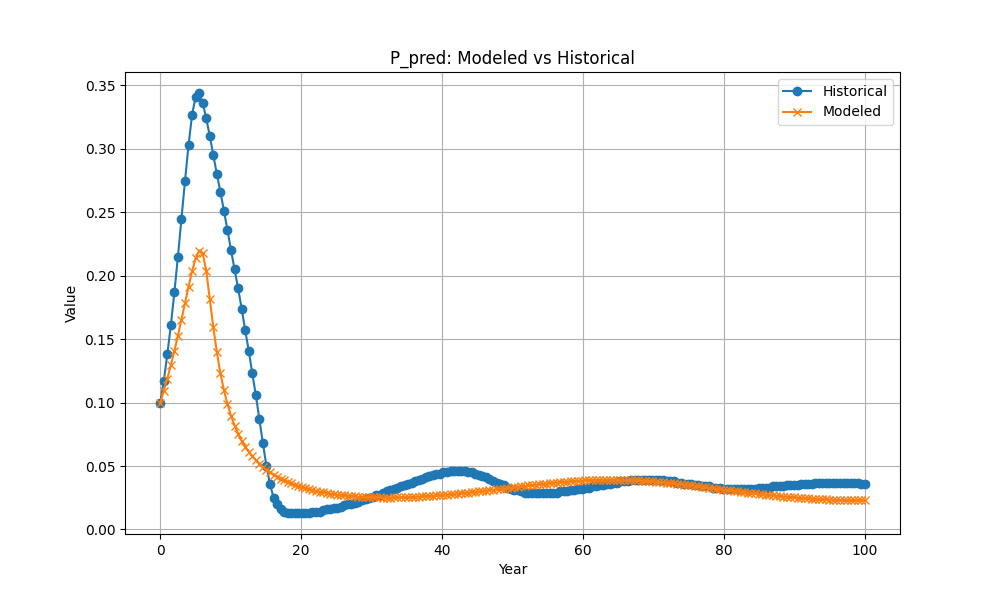 P_pred: Modeled vs Historical
Historical
Modeled
Value
0.35
0.30
0.25
0.20
0.15
0.10
0.05
0.00
0 20 40 60 80 100
Year